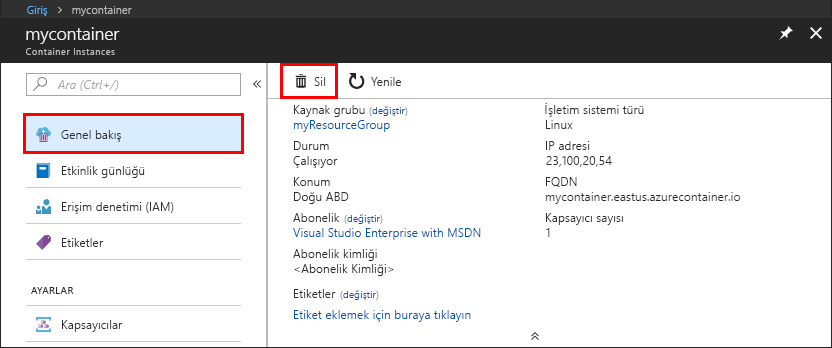 Giriş > mycontainer
mycontainer
Container Instances
Ara (Ctrl+/)
«
Genel bakış
Etkinlik günlüğü
Erişim denetimi (IAM)
Etiketler
AYARLAR
Kapsayıcılar
Sil
Yenile
Kaynak grubu (değiştir)
myResourceGroup
Durum
Çalışıyor
Konum
Doğu ABD
Abonelik (değiştir)
Visual Studio Enterprise with MSDN
Abonelik kimliği
<Abonelik Kimliği>
Etiketler (değiştir)
Etiket eklemek için buraya tıklayın
İşletim sistemi türü
Linux
IP adresi
23,100,20,54
FQDN
mycontainer.eastus.azurecontainer.io
Kapsayıcı sayısı
1